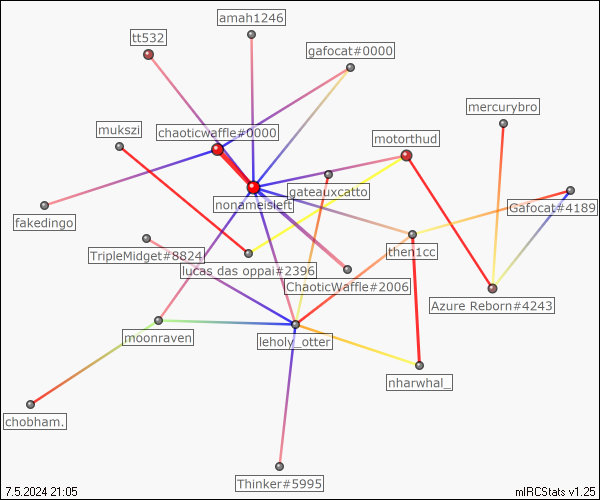 amah1246
tt532
gafocat#0000
mercurybro
mukszi
chaoticwaffle#0000
motorthud
gateauxcatto
nonameisleft
Gafocat#4189
fakedingo
TripleMidget#8824
then1cc
lucas das oppai#2396
ChaoticWaffle#2006
Azure Reborn#4243
moonraven
leholy_otter
nharwhal_
chobham.
Thinker#5995
7.5.2024 21:05
mIRCStats v1.25